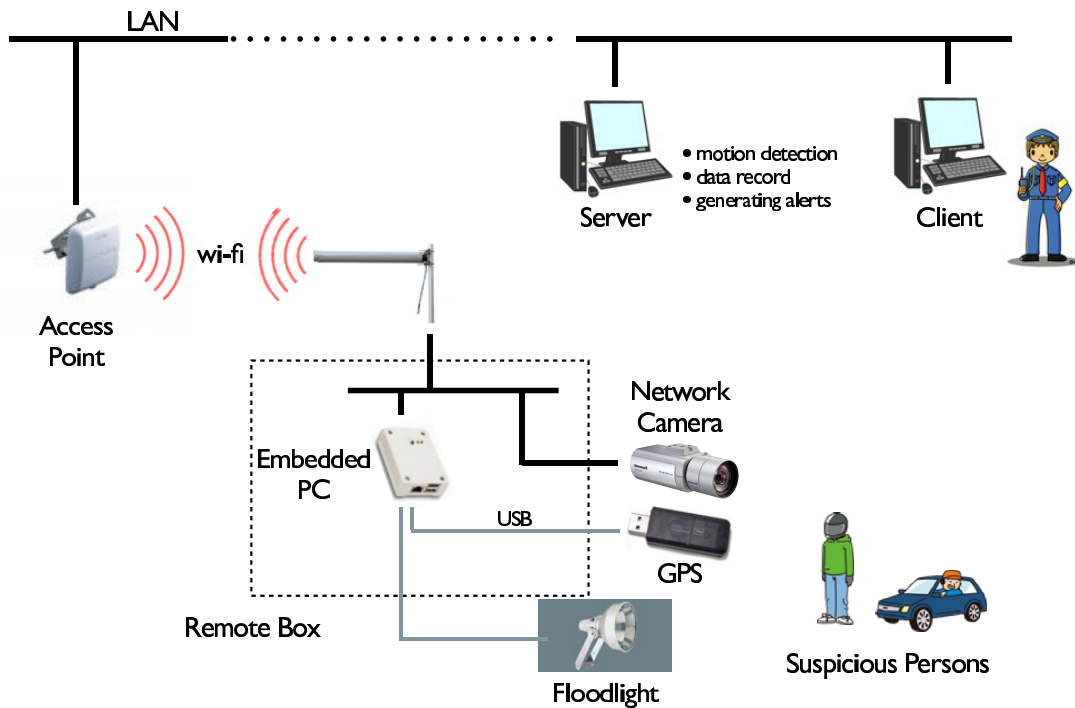 LAN
• motion detection
• data record
• generating alerts
Server
Client
wi-fi
Access
Point
Network
Camera
Embedded
PC
USB
GPS
Remote Box
Floodlight
Suspicious Persons